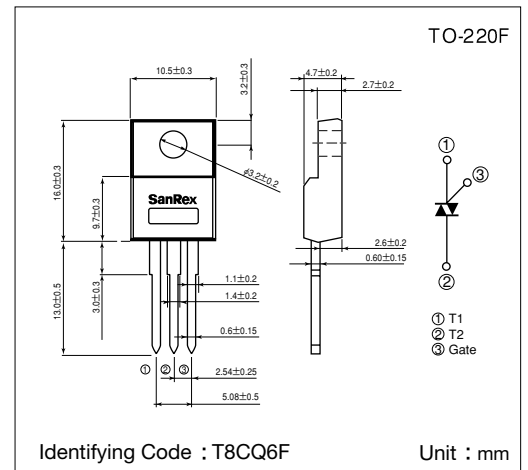 TO-220F
10.5±0.3
3.2±0.3
4.7±0.2
2.7±0.2
16.0±0.3
9.7±0.3
φ3.2±0.2
SanRex
13.0±0.5
3.0±0.3
1.1±0.2
1.4±0.2
0.6±0.15
2.54±0.25
5.08±0.5
① ② ③
2.6±0.2
0.60±0.15
①
③
②
① T1
② T2
③ Gate
Identifying Code : T8CQ6F
Unit : mm